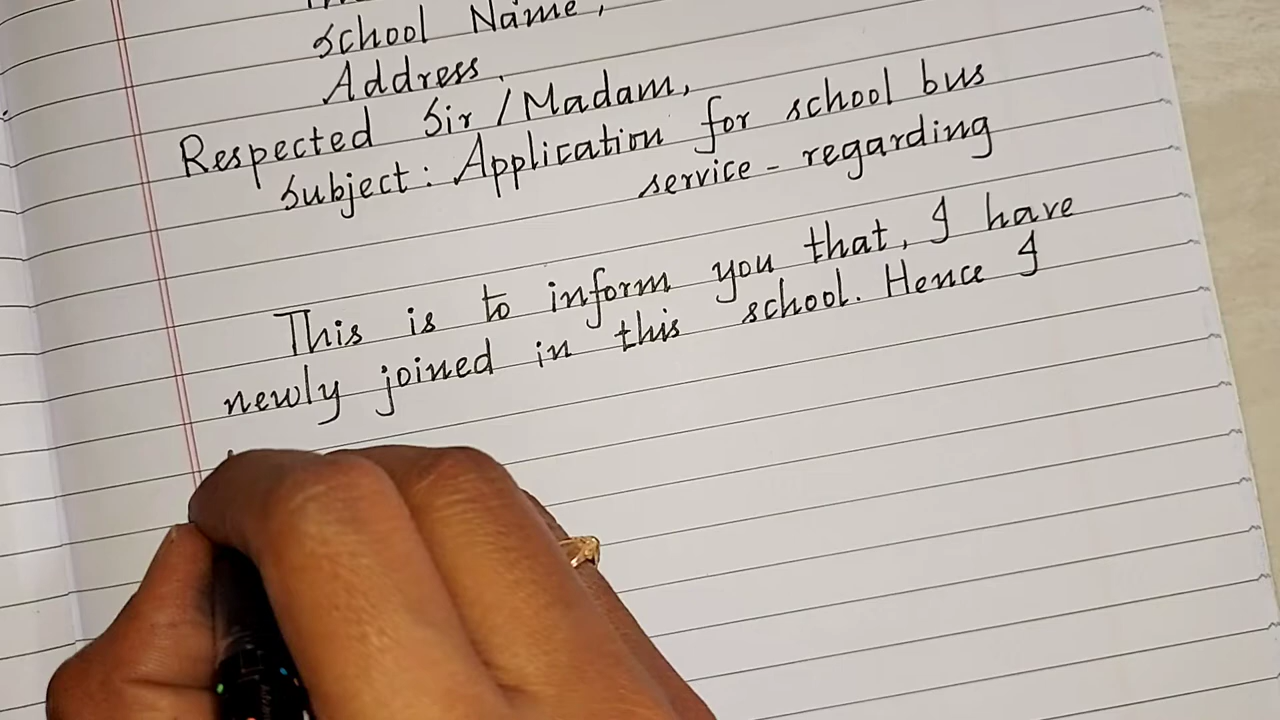 School Name,
Address.
Respected Sir/Madam,
Subject: Application for school bus
service - regarding
This is to inform you that, I have
newly joined in this school. Hence I